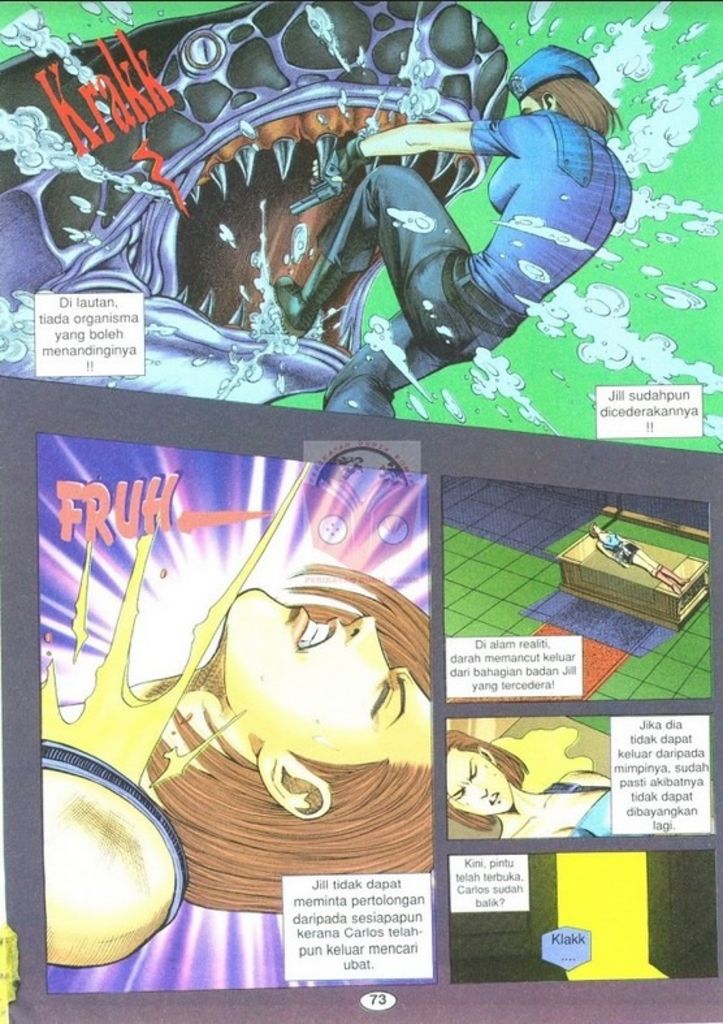 Krakk
Di lautan,
tiada organisma
yang boleh
menandinginya
!!
Jill sudahpun
dicederakannya
!!
FRUH
Jill tidak dapat
meminta pertolongan
daripada sesiapapun
kerana Carlos telah-
pun keluar mencari
ubat.
Di alam realiti,
darah memancut keluar
dari bahagian badan Jill
yang tercedera!
Jika dia
tidak dapat
keluar daripada
mimpinya, sudah
pasti akibatnya
tidak dapat
dibayangkan
lagi.
Kini, pintu
telah terbuka,
Carlos sudah
balik?
Klakk
....
73